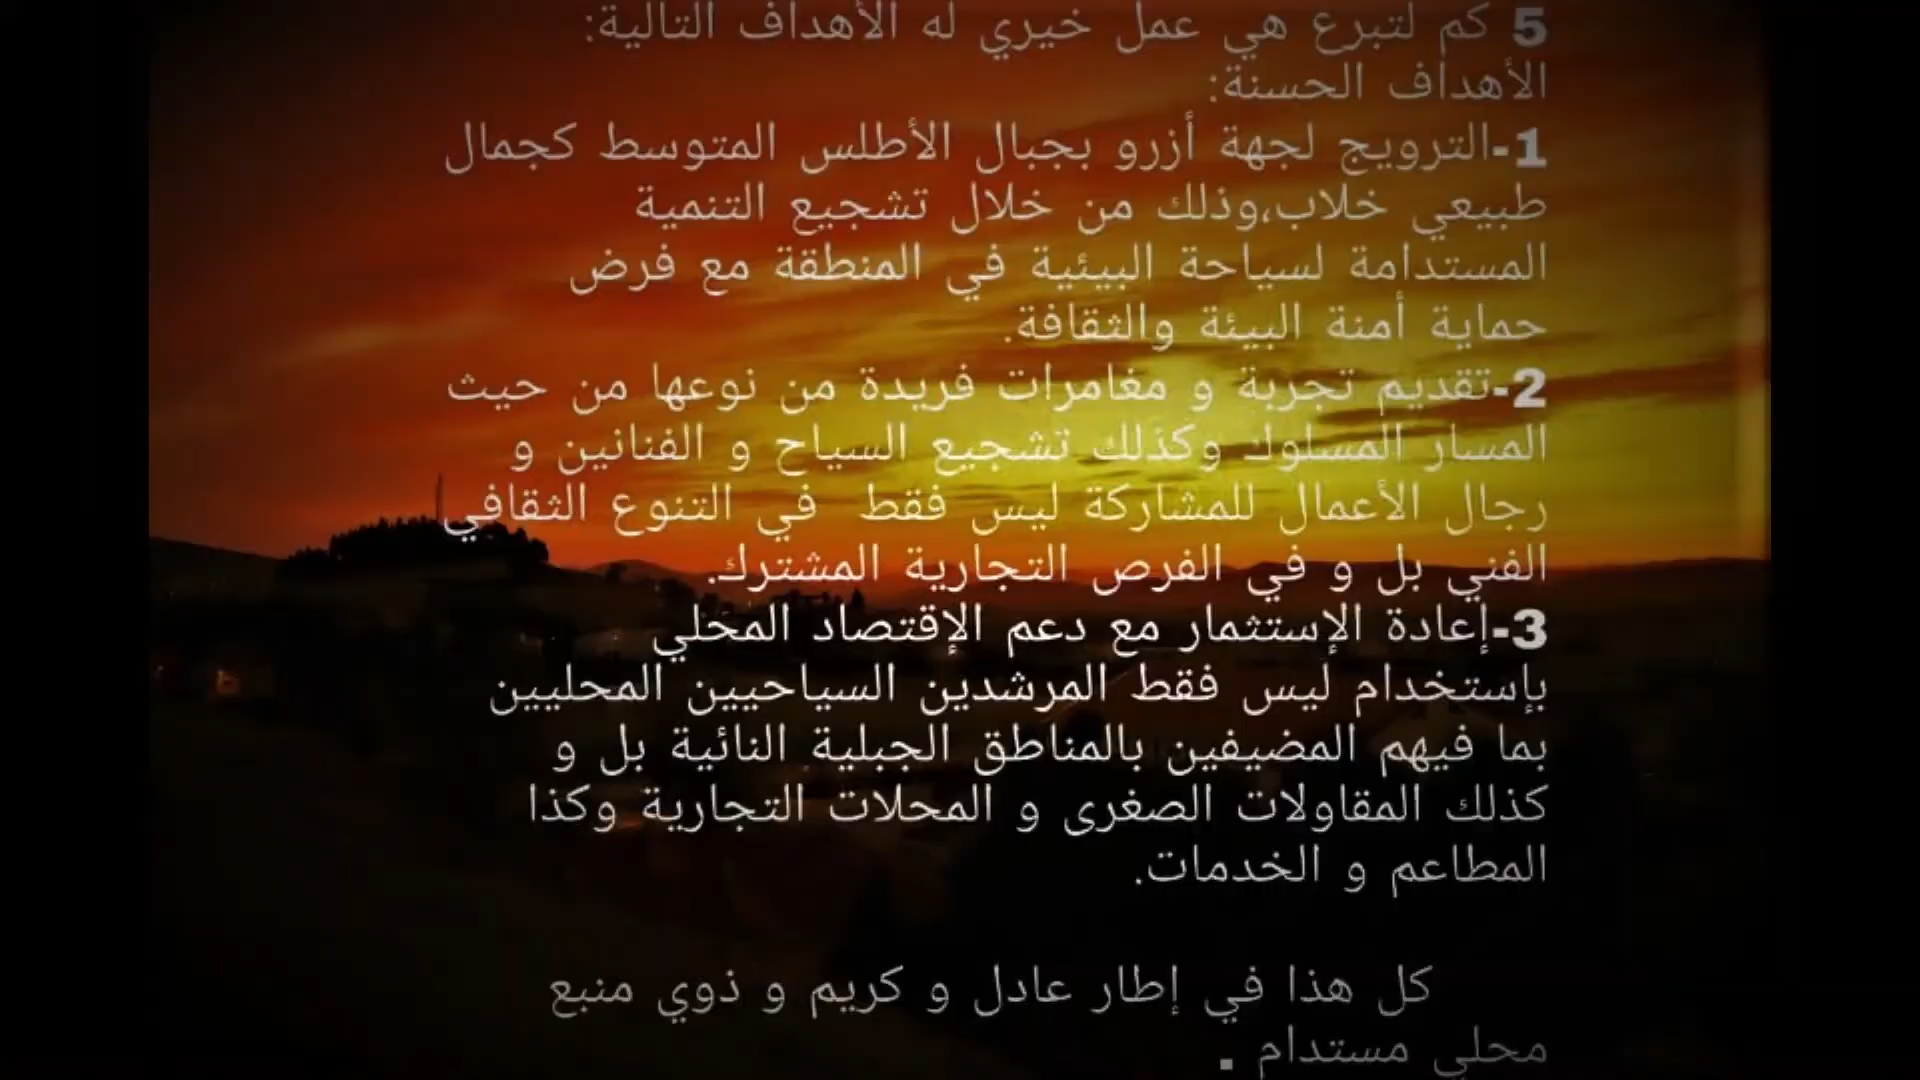 5 كم لتبرع هي عمل خيري له الأهداف التالية:
الأهداف الحسنة:
1-الترويج لجهة أزرو بجبال الأطلس المتوسط كجمال
طبيعي خلاب،وذلك من خلال تشجيع التنمية
المستدامة لسياحة البيئية في المنطقة مع فرض
حماية أمنة البيئة والثقافة.
2-تقديم تجربة و مغامرات فريدة من نوعها من حيث
المسار المسلوك وكذلك تشجيع السياح و الفنانين و
رجال الأعمال للمشاركة ليس فقط في التنوع الثقافي
الفني بل و في الفرص التجارية المشترك.
3-إعادة الإستثمار مع دعم الإقتصاد المحلي
بإستخدام ليس فقط المرشدين السياحيين المحليين
بما فيهم المضيفين بالمناطق الجبلية النائية بل و
كذلك المقاولات الصغرى و المحلات التجارية وكذا
المطاعم و الخدمات.
كل هذا في إطار عادل و كريم و ذوي منبع
محلي مستدام .